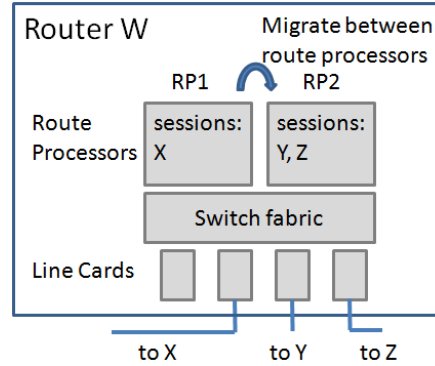 Router W
Migrate between
route processors
RP1
RP2
Route
Processors
sessions:
X
sessions:
Y, Z
Switch fabric
Line Cards
to X
to Y
to Z